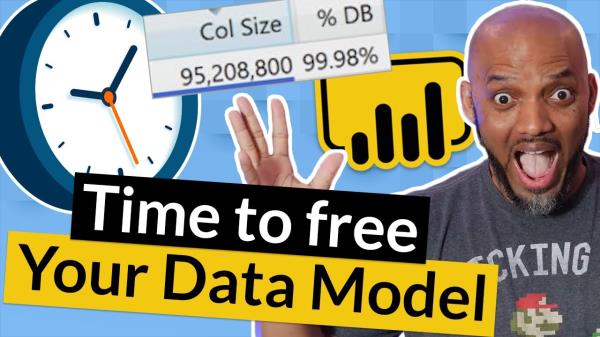 Col Size % DB
95,208,800 99.98%
Time to free
Your Data Model
CKING